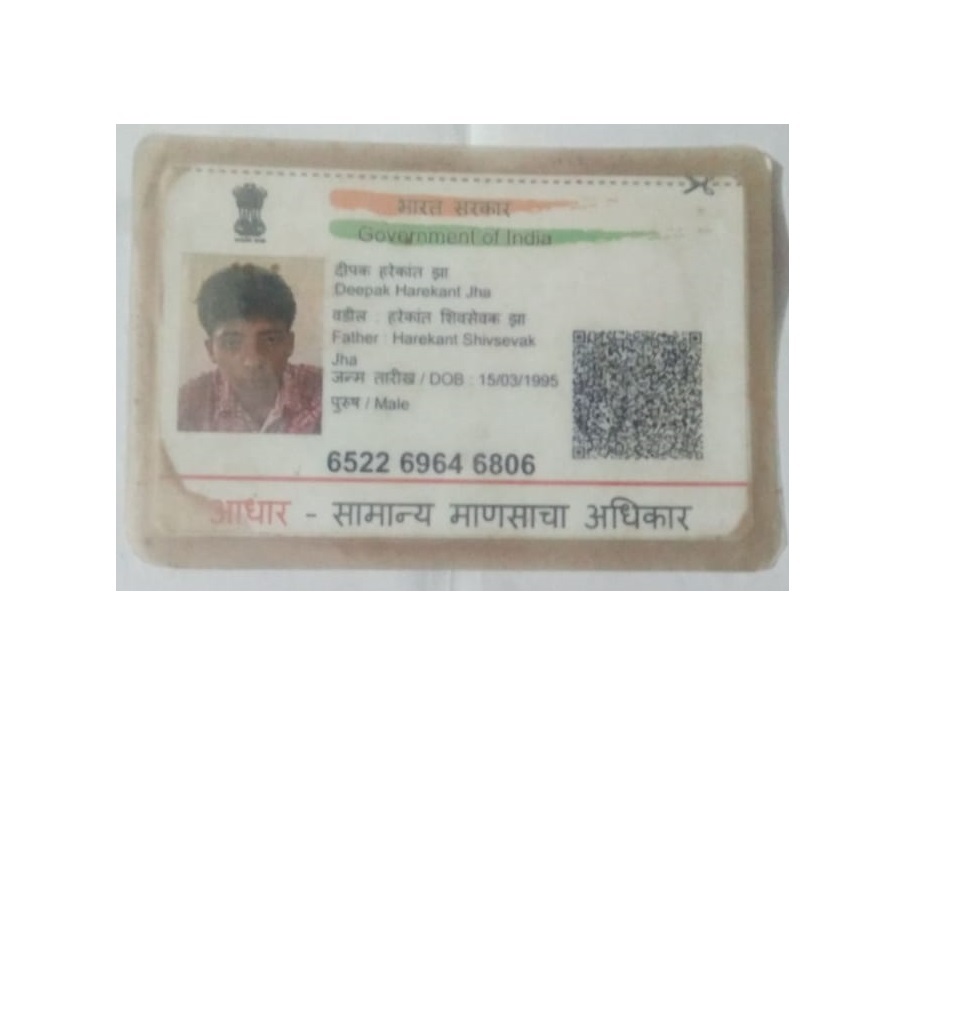 भारत सरकार
Government of India
दीपक हरेकांत झा
Deepak Harekant Jha
वडील : हरेकांत शिवसेवक झा
Father : Harekant Shivsevak
Jha
जन्म तारीख / DOB : 15/03/1995
पुरुष / Male
6522 6964 6806
आधार - सामान्य माणसाचा अधिकार